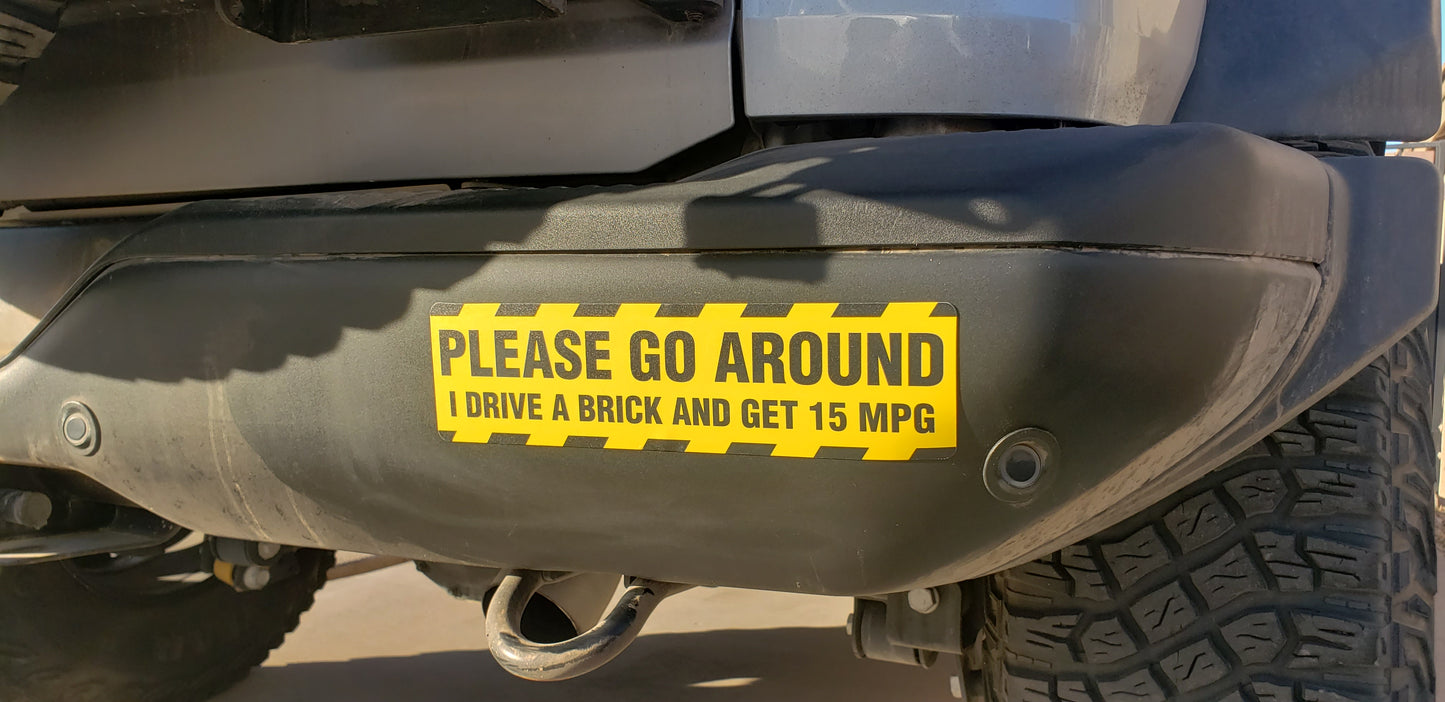 PLEASE GO AROUND
I DRIVE A BRICK AND GET 15 MPG